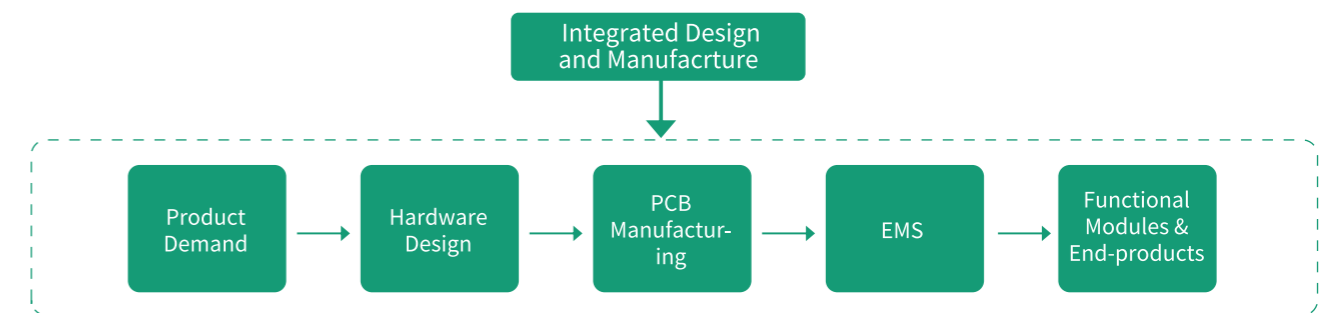 Integrated Design
and Manufacrture
Product
Demand
Hardware
Design
PCB
Manufactur-
ing
EMS
Functional
Modules &
End-products